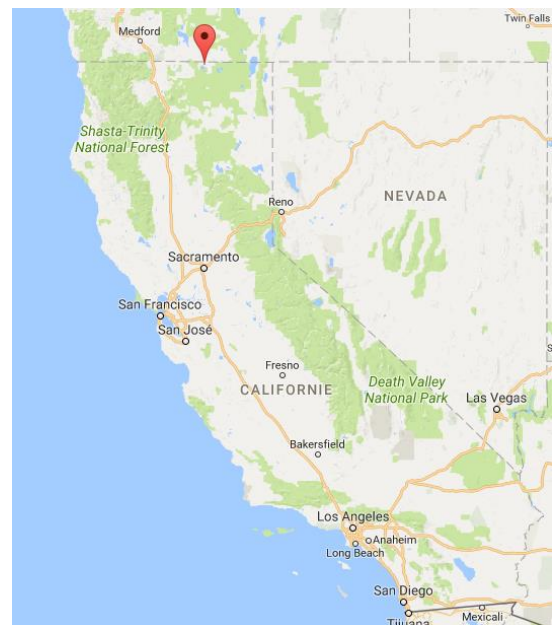 Twin Falls
Medford
Shasta-Trinity
National Forest
Reno
NEVADA
Sacramento
San Francisco
San José
Fresno
CALIFORNIE
Death Valley
National Park
Las Vegas
Bakersfield
Los Angeles
Anaheim
Long Beach
San Diego
Tijuana
Mexicali